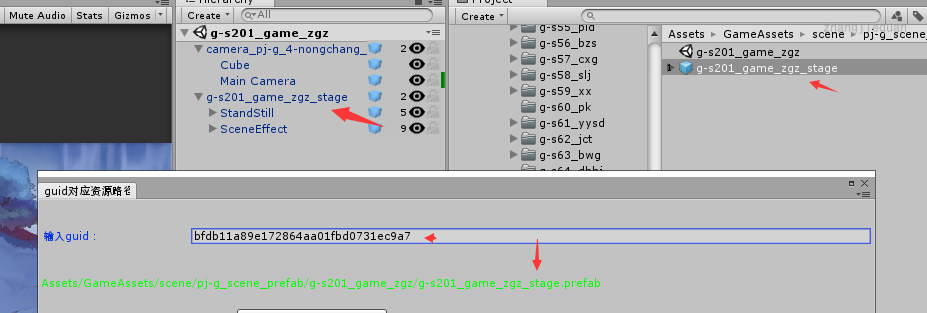 Mute Audio Stats Gizmos
Hierarchy
Create All
g-s201_game_zgz
camera_pj-g_4-nongchang_ 2
Cube
Main Camera
g-s201_game_zgz_stage 2
StandStill 5
SceneEffect 9
Project
Create
g-s55_pld
g-s56_bzs
g-s57_cxg
g-s58_slj
g-s59_xx
g-s60_pk
g-s61_yysd
g-s62_jct
g-s63_bwg
Assets GameAssets scene pj-g_scen
g-s201_game_zgz
1 g-s201_game_zgz_stage
guid对应资源路径
输入guid :
bfdb11a89e172864aa01fbd0731ec9a7
Assets/GameAssets/scene/pj-g_scene_prefab/g-s201_game_zgz/g-s201_game_zgz_stage.prefab